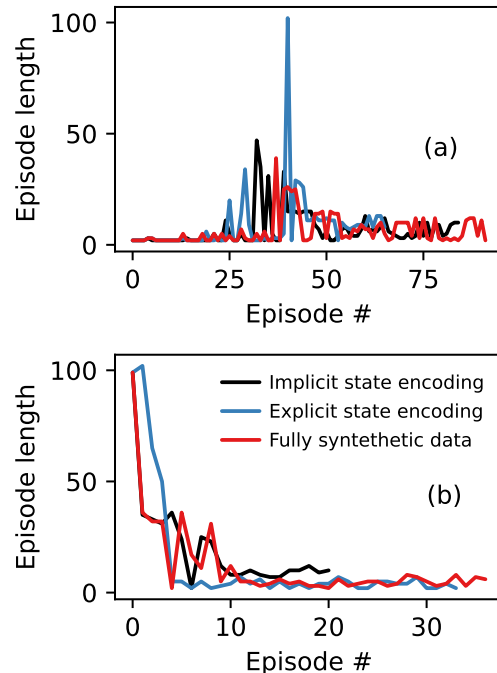 100
50
0
Episode length
(a)
0 25 50 75
Episode #
100
50
0
Episode length
Implicit state encoding
Explicit state encoding
Fully syntethetic data
(b)
0 10 20 30
Episode #